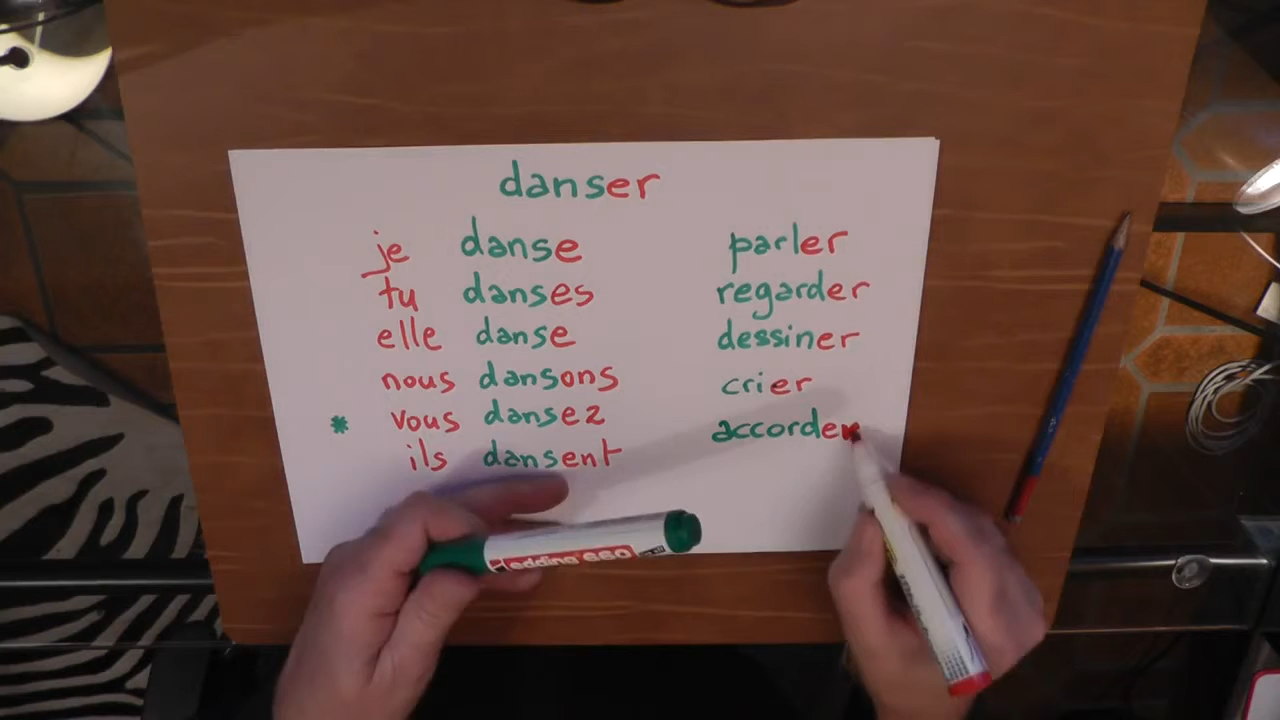 danser
je danse
tu danses
elle danse
nous dansons
* vous dansez
ils dansent
parler
regarder
dessiner
crier
accorder
edding 660